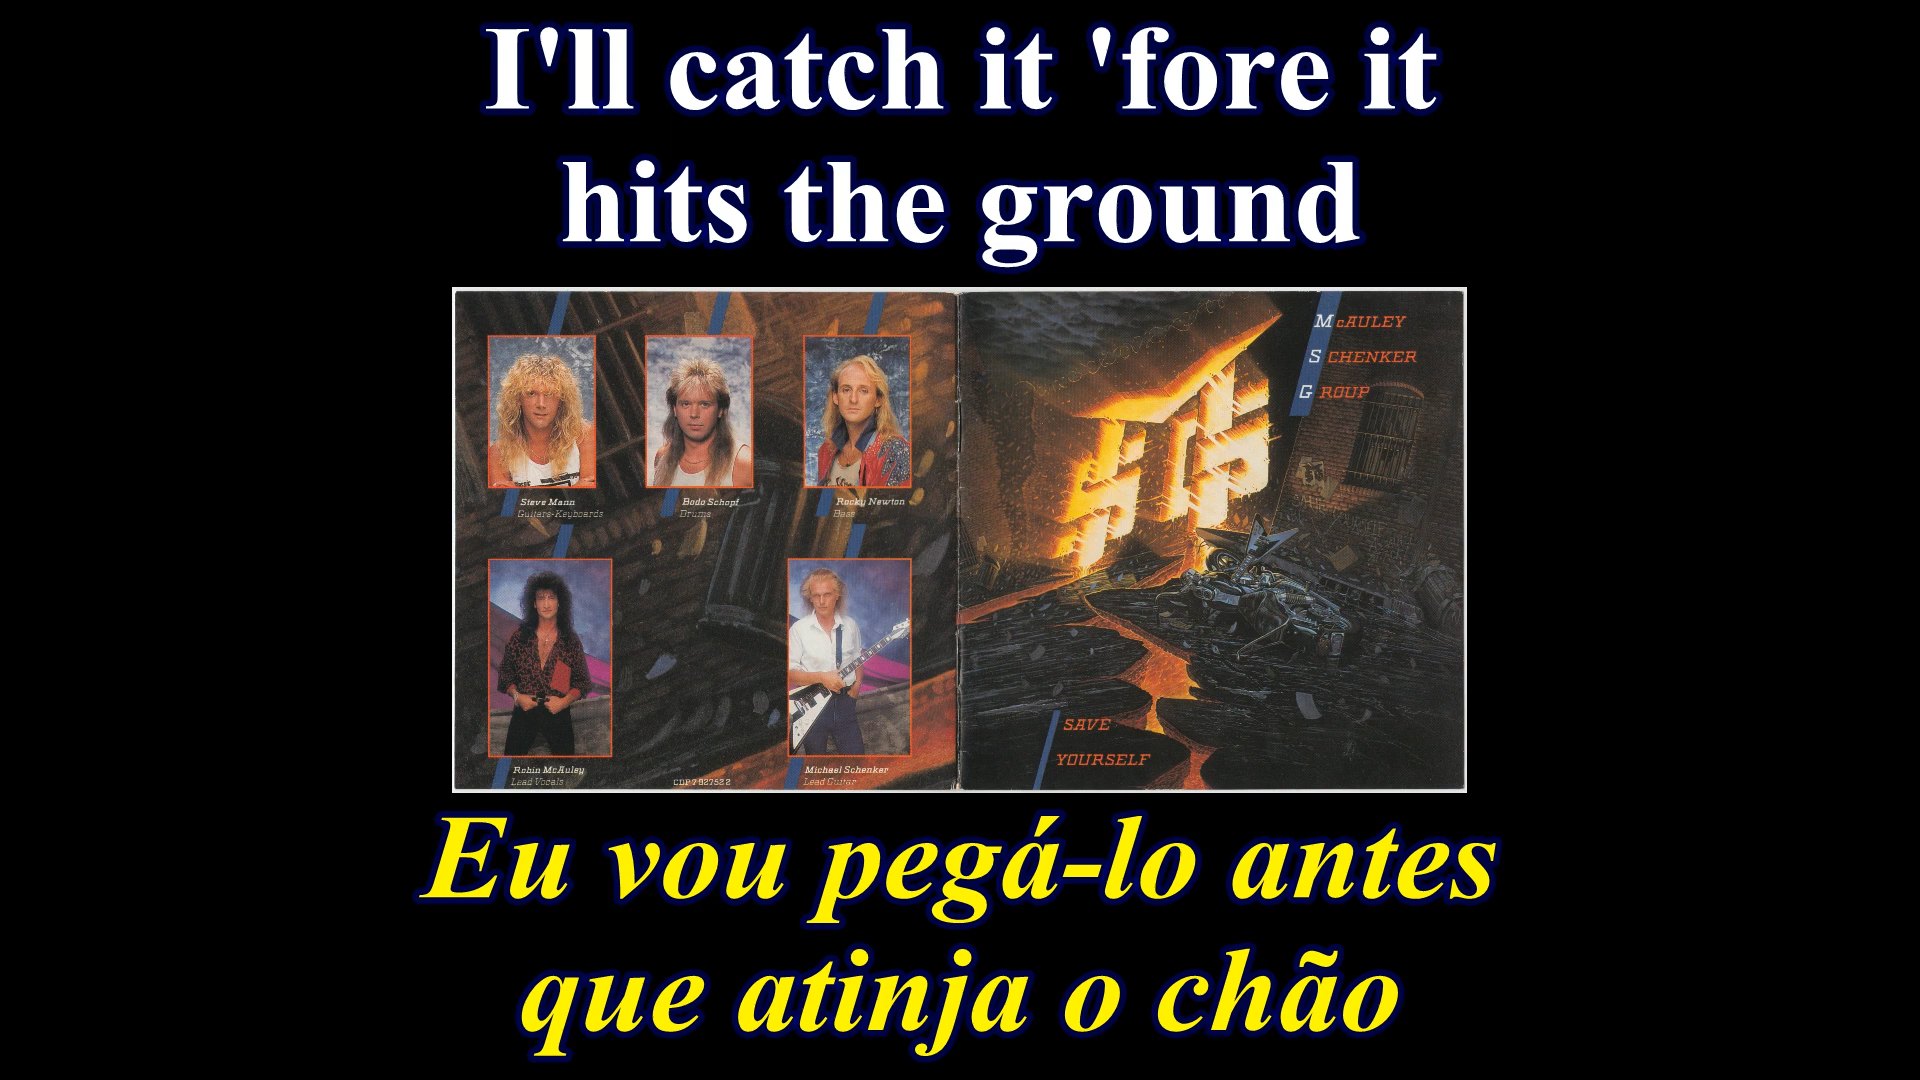 I'll catch it 'fore it
hits the ground
Steve Mann
Guitars-Keyboards
Bodo Schopf
Drums
Rocky Newton
Bass
Robin McAuley
Lead Vocals
CDP 7 92752 2
Michael Schenker
Lead Guitar
McAULEY
SCHENKER
GROUP
SAVE
YOURSELF
Eu vou pegá-lo antes
que atinja o chão